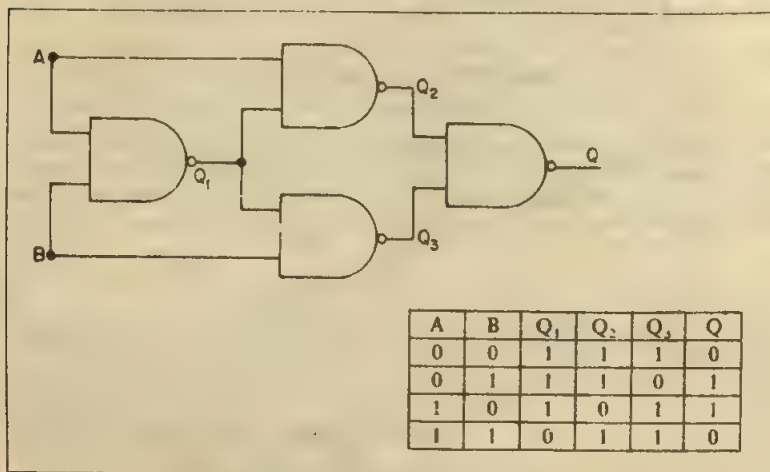 A
Q₂
Q
Q₁
B
Q₃
A B Q₁ Q₂ Q₃ Q
0 0 1 1 1 0
0 1 1 1 0 1
1 0 1 0 1 1
1 1 0 1 1 0